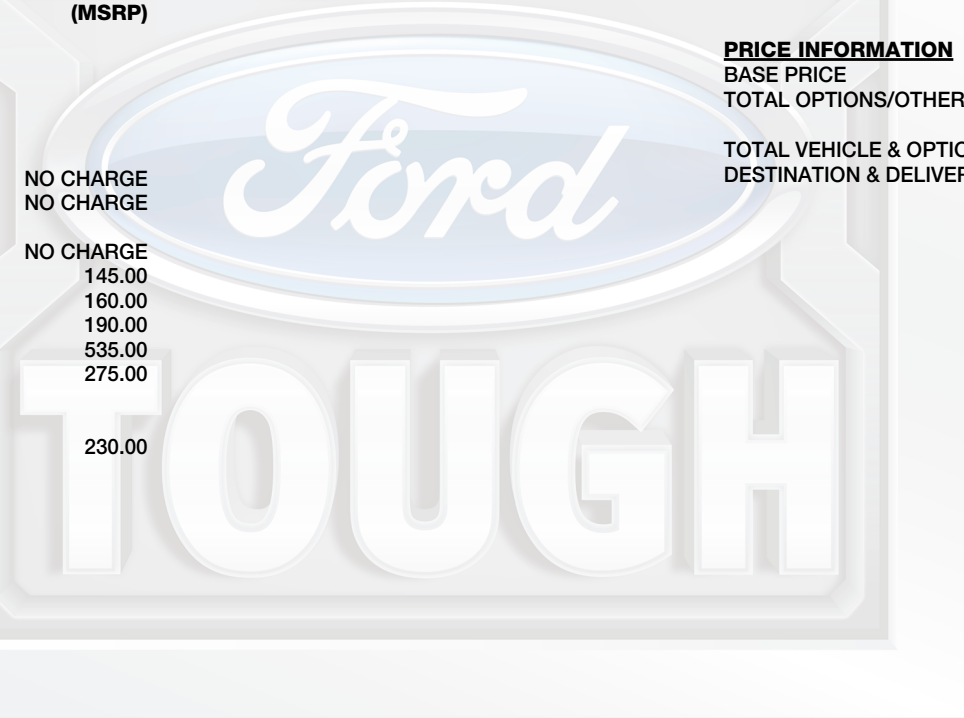 (MSRP)
NO CHARGE
NO CHARGE
NO CHARGE
145.00
160.00
190.00
535.00
275.00
230.00
PRICE INFORMATION
BASE PRICE
TOTAL OPTIONS/OTHER
TOTAL VEHICLE & OPTIO
DESTINATION & DELIVER
Ford
TOUGH